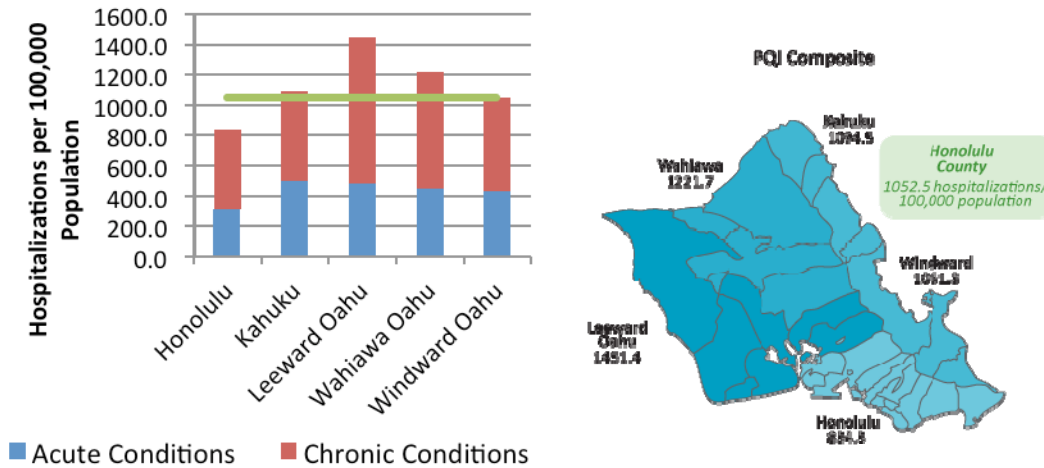 Hospitalizations per 100,000
Population
1600.0
1400.0
1200.0
1000.0
800.0
600.0
400.0
200.0
0.0
Honolulu
Kahuku
Leeward Oahu
Wahiawa Oahu
Windward Oahu
Acute Conditions
Chronic Conditions
PQI Composite
Kahuku
1094.5
Wahiawa
1221.7
Honolulu
County
1052.5 hospitalizations/
100,000 population
Windward
Leeward
Oahu
1451.4
Honolulu